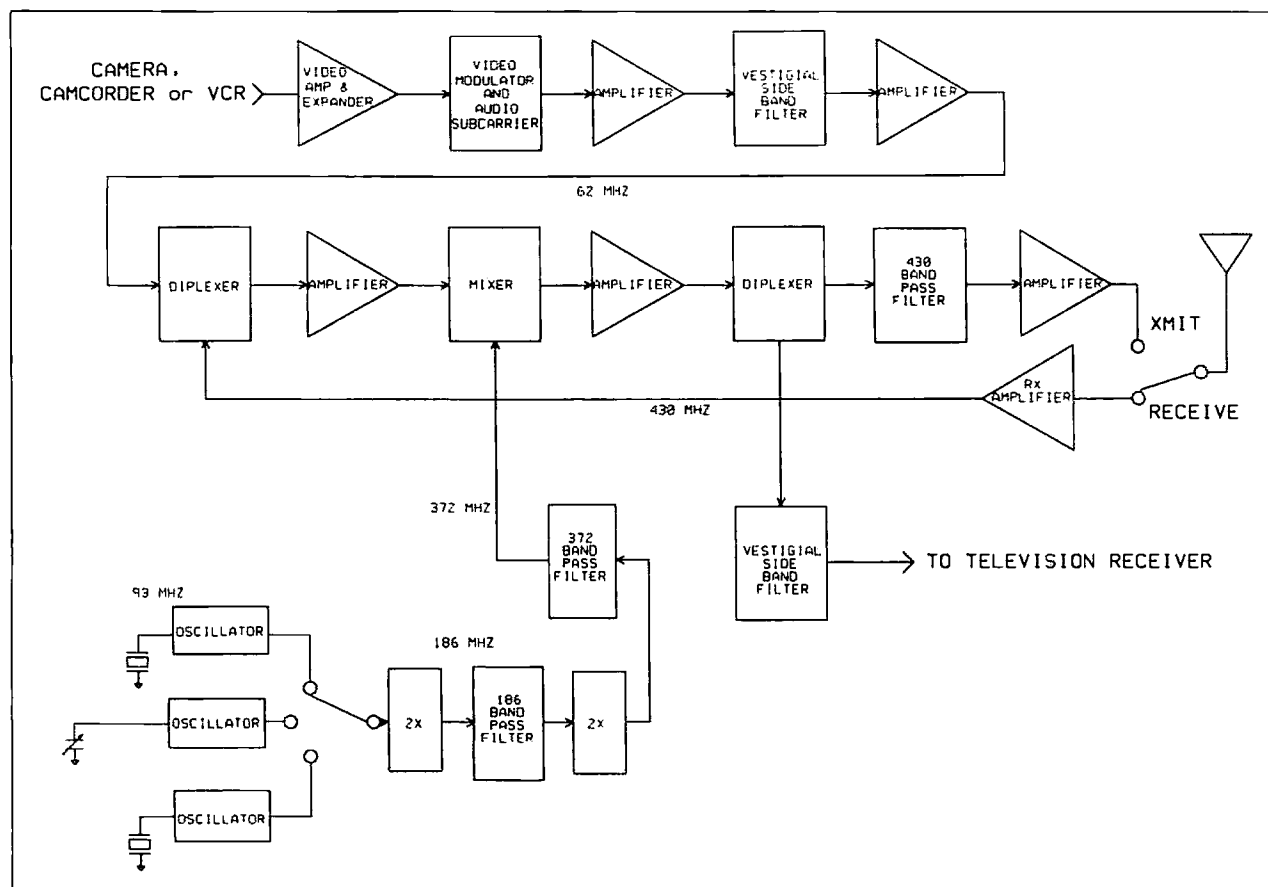 CAMERA,
CAMCORDER or VCR
VIDEO
AMP &
EXPANDER
VIDEO
MODULATOR
AND
AUDIO
SUBCARRIER
AMPLIFIER
VESTIGIAL
SIDE
BAND
FILTER
AMPLIFIER
62 MHZ
DIPLEXER
AMPLIFIER
MIXER
AMPLIFIER
DIPLEXER
430
BAND
PASS
FILTER
AMPLIFIER
XMIT
RX
AMPLIFIER
RECEIVE
430 MHZ
372 MHZ
372
BAND
PASS
FILTER
VESTIGIAL
SIDE
BAND
FILTER
TO TELEVISION RECEIVER
93 MHZ
OSCILLATOR
186 MHZ
OSCILLATOR
2X
186
BAND
PASS
FILTER
2X
OSCILLATOR